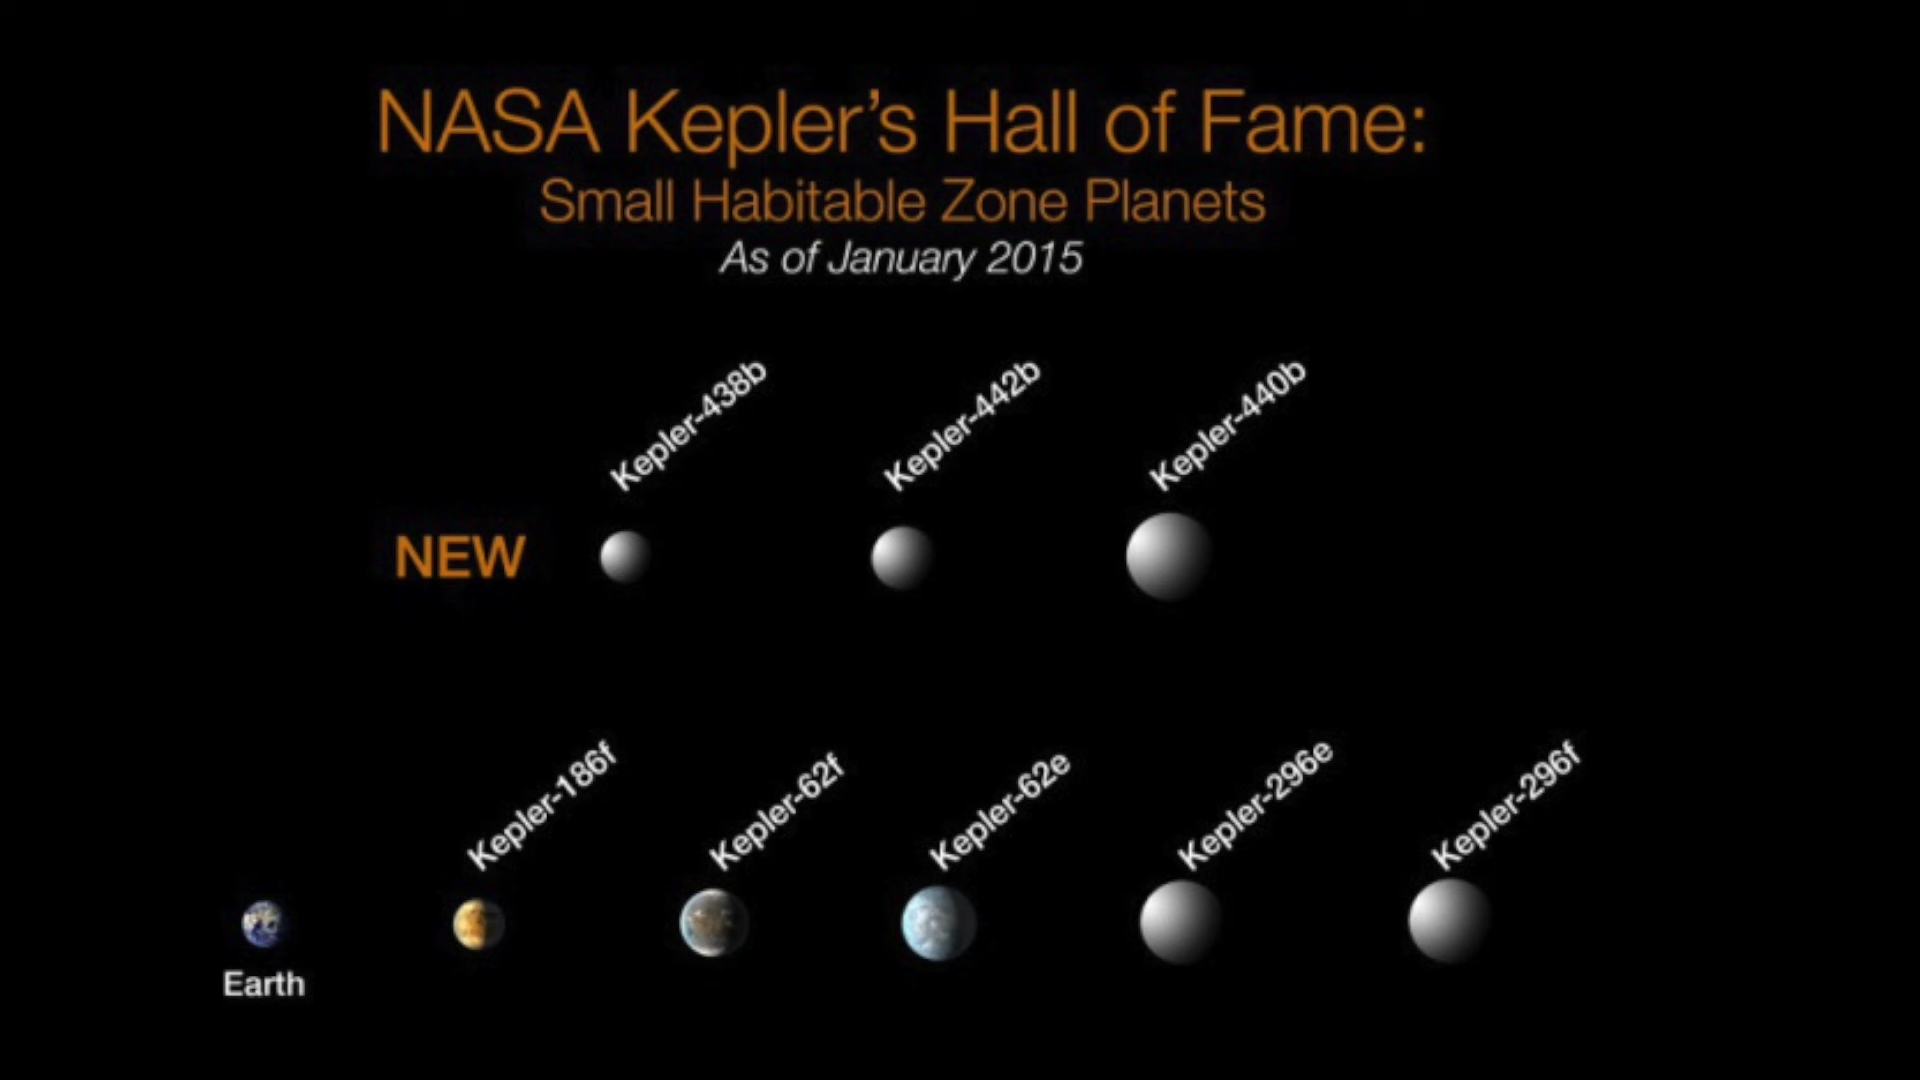 NASA Kepler's Hall of Fame:
Small Habitable Zone Planets
As of January 2015
Kepler-438b
Kepler-442b
Kepler-440b
NEW
Kepler-186f
Kepler-62f
Kepler-62e
Kepler-296e
Kepler-296f
Earth